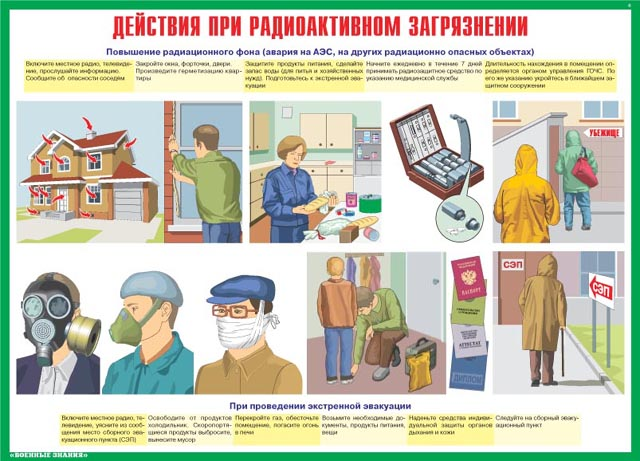 ДЕЙСТВИЯ ПРИ РАДИОАКТИВНОМ ЗАГРЯЗНЕНИИ
Повышение радиационного фона (авария на АЭС, на других радиационно опасных объектах)
Включите местное радио, телевиде-
ние, прослушайте информацию.
Сообщите об опасности соседям
Закройте окна, форточки, двери.
Произведите герметизацию квар-
тиры
Защитите продукты питания, сделайте
запас воды (для питья и хозяйственных
нужд). Подготовьтесь к экстренной эва-
куации
Начните ежедневно в течение 7 дней
принимать радиозащитное средство по
указанию медицинской службы
Длительность нахождения в помещении оп-
ределяется органом управления ГОЧС. По
его же указанию укройтесь в ближайшем за-
щитном сооружении
УБЕЖИЩЕ
ПАСПОРТ
АТТЕСТАТ
ДИПЛОМ
СЭП
СЭП
При проведении экстренной эвакуации
Включите местное радио, те-
левидение, уясните из сооб-
щения место сборного эва-
куационного пункта (СЭП)
Освободите от продуктов
холодильник. Скоропортя-
щиеся продукты выбросите,
вынесите мусор
Перекройте газ, обесточьте
помещение, погасите огонь
в печи
Возьмите необходимые до-
кументы, продукты питания,
вещи
Наденьте средства индиви-
дуальной защиты органов
дыхания и кожи
Следуйте на сборный эваку-
ационный пункт
«ВОЕННЫЕ ЗНАНИЯ»